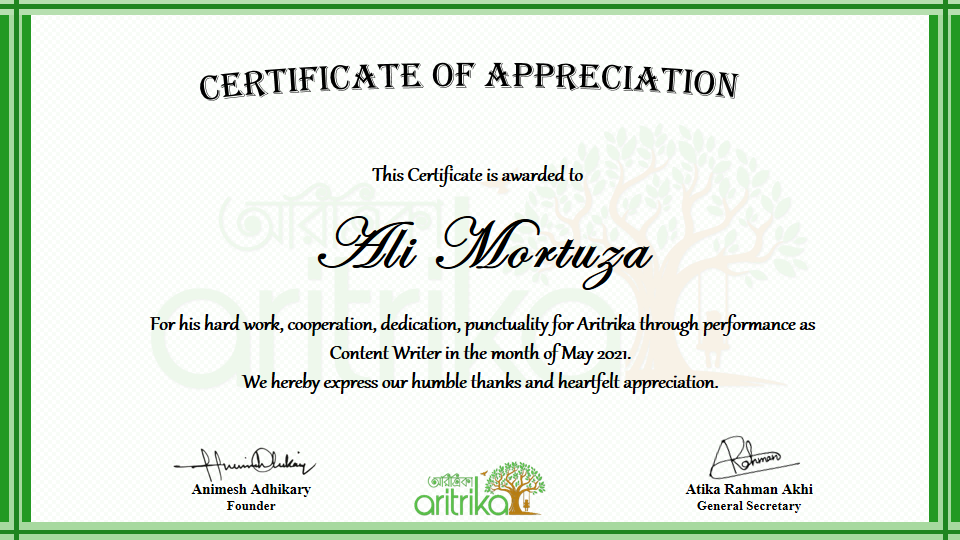 CERTIFICATE OF APPRECIATION
This Certificate is awarded to
Ali Mortuza
For his hard work, cooperation, dedication, punctuality for Aritrika through performance as
Content Writer in the month of May 2021.
We hereby express our humble thanks and heartfelt appreciation.
Animesh Adhikary
Founder
আরিত্রিকা
aritrika
Atika Rahman Akhi
General Secretary